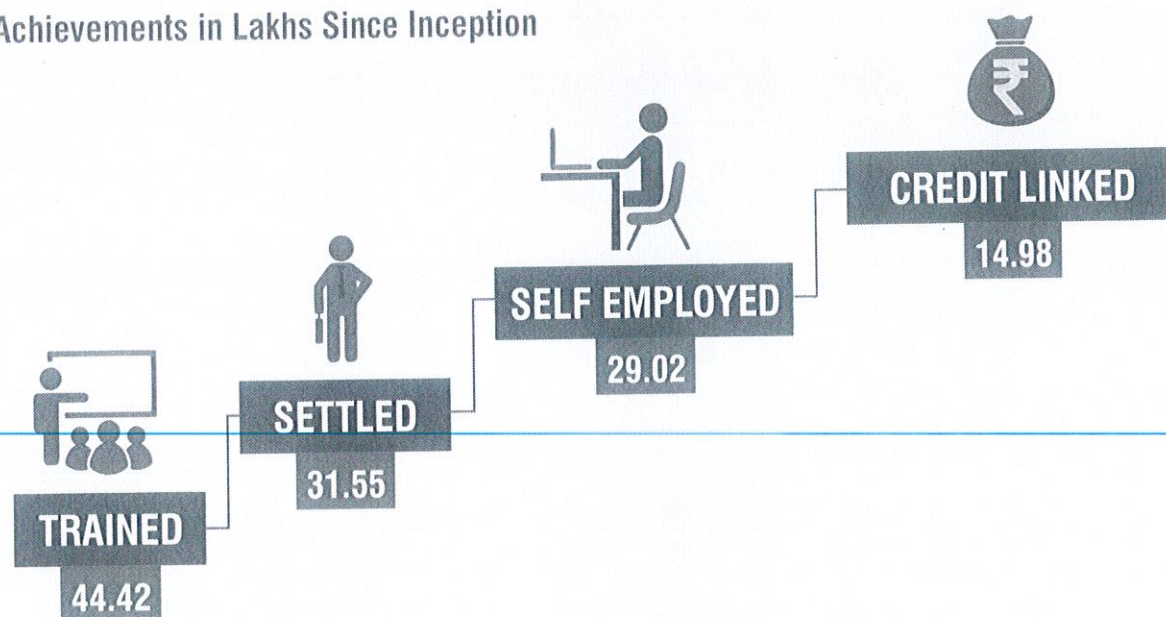 Achievements in Lakhs Since Inception
₹
CREDIT LINKED
14.98
SELF EMPLOYED
29.02
SETTLED
31.55
TRAINED
44.42